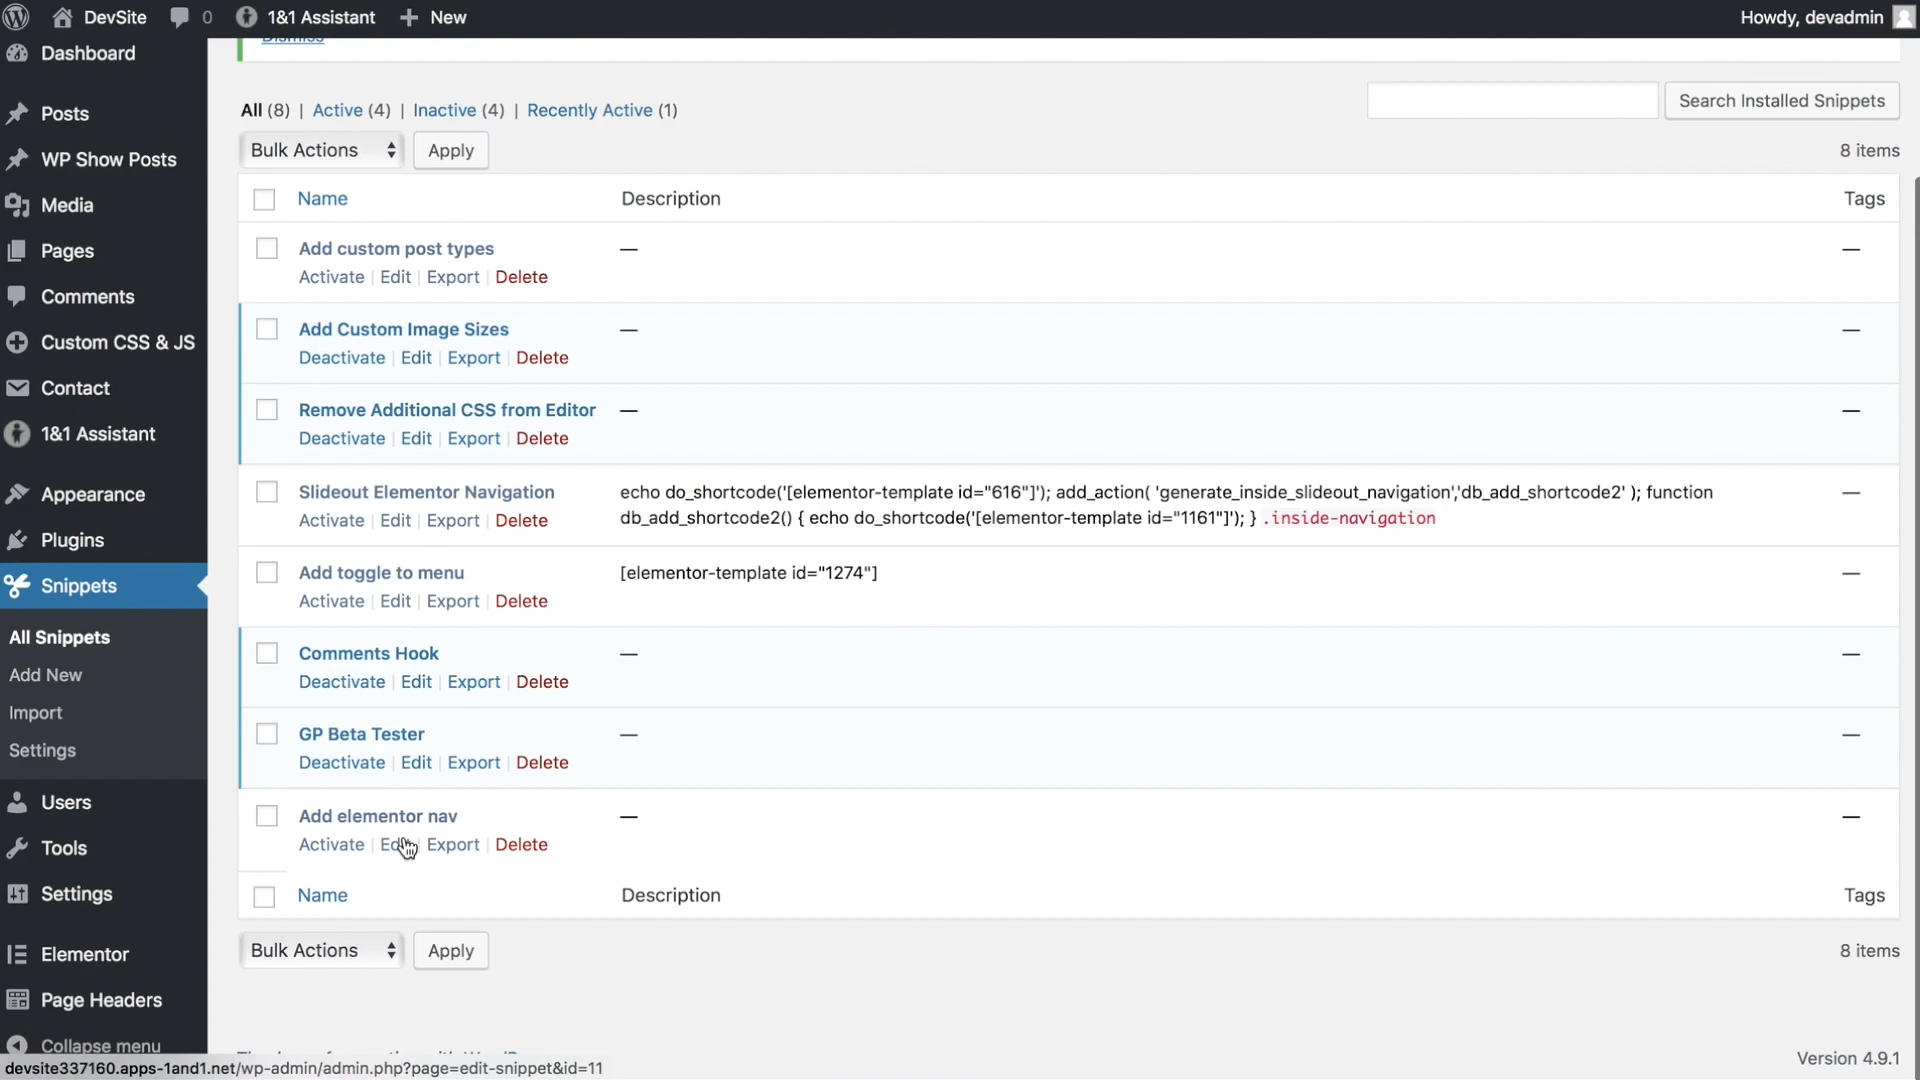 DevSite 0 1&1 Assistant New Howdy, devadmin
Dashboard
Posts
WP Show Posts
Media
Pages
Comments
Custom CSS & JS
Contact
1&1 Assistant
Appearance
Plugins
Snippets
All Snippets
Add New
Import
Settings
Users
Tools
Settings
Elementor
Page Headers
Collapse menu
Dismiss
All (8) | Active (4) | Inactive (4) | Recently Active (1)
Search Installed Snippets
Bulk Actions Apply 8 items
Name Description Tags
Add custom post types — —
Activate | Edit | Export | Delete
Add Custom Image Sizes — —
Deactivate | Edit | Export | Delete
Remove Additional CSS from Editor — —
Deactivate | Edit | Export | Delete
Slideout Elementor Navigation echo do_shortcode('[elementor-template id="616"]'); add_action( 'generate_inside_slideout_navigation','db_add_shortcode2' ); function —
Activate | Edit | Export | Delete db_add_shortcode2() { echo do_shortcode('[elementor-template id="1161"]'); } .inside-navigation
Add toggle to menu [elementor-template id="1274"] —
Activate | Edit | Export | Delete
Comments Hook — —
Deactivate | Edit | Export | Delete
GP Beta Tester — —
Deactivate | Edit | Export | Delete
Add elementor nav — —
Activate | Edit | Export | Delete
Name Description Tags
Bulk Actions Apply 8 items
Version 4.9.1
devsite337160.apps-1and1.net/wp-admin/admin.php?page=edit-snippet&id=11